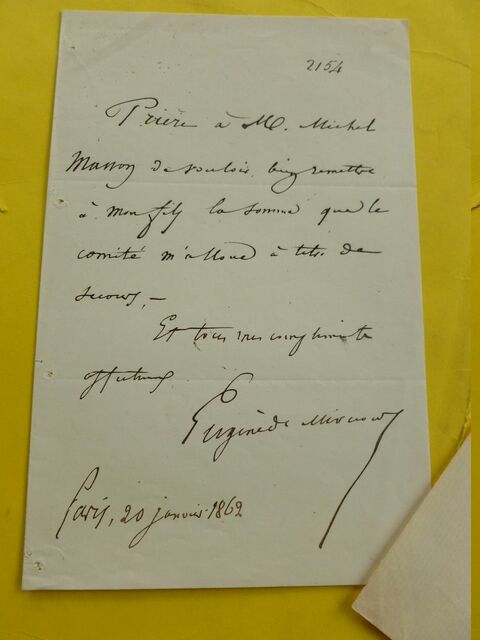 2154
Prière à M. Michel
Masson de vouloir bien remettre
à mon fils la somme que le
comité m'alloue à titre de
secours, —
Et tous mes compliments
affectueux
Eugène de Mirecourt
Paris, 20 janvier 1862